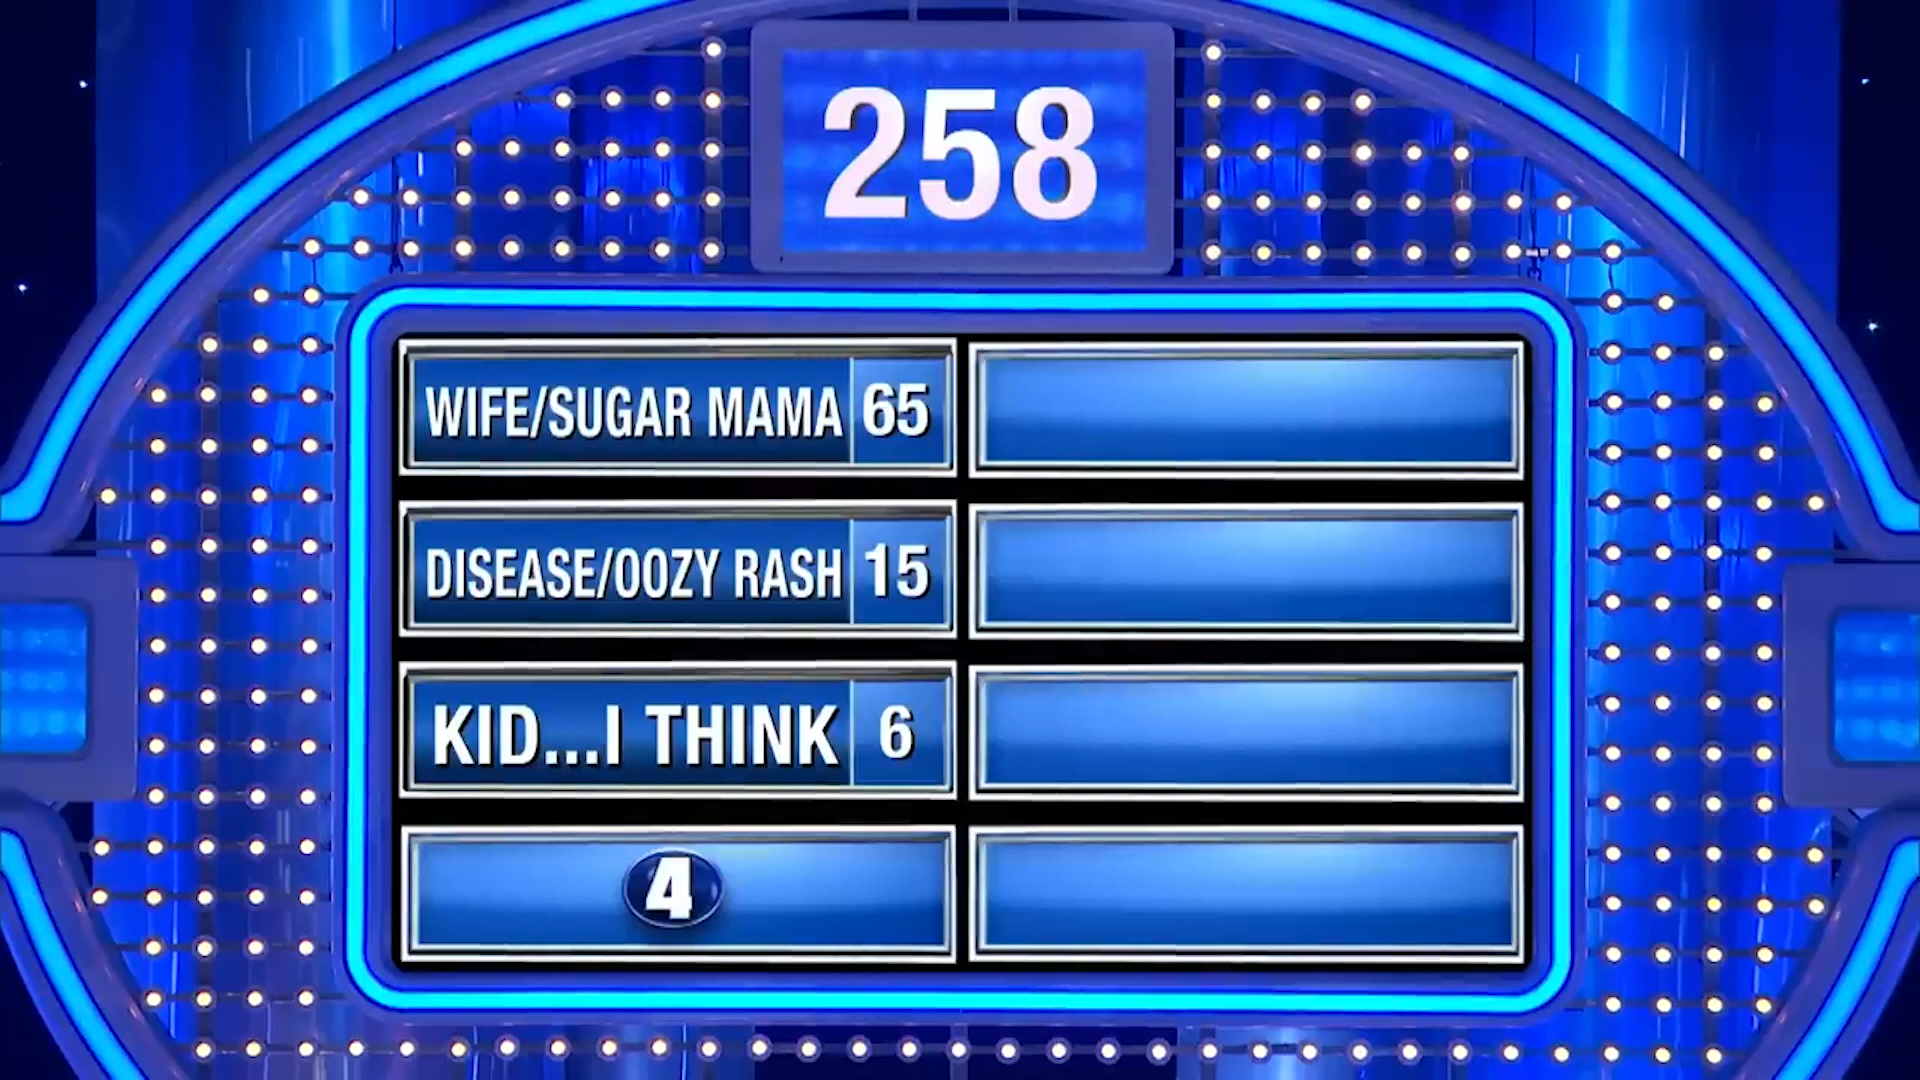 258
WIFE/SUGAR MAMA 65
DISEASE/OOZY RASH 15
KID...I THINK 6
4